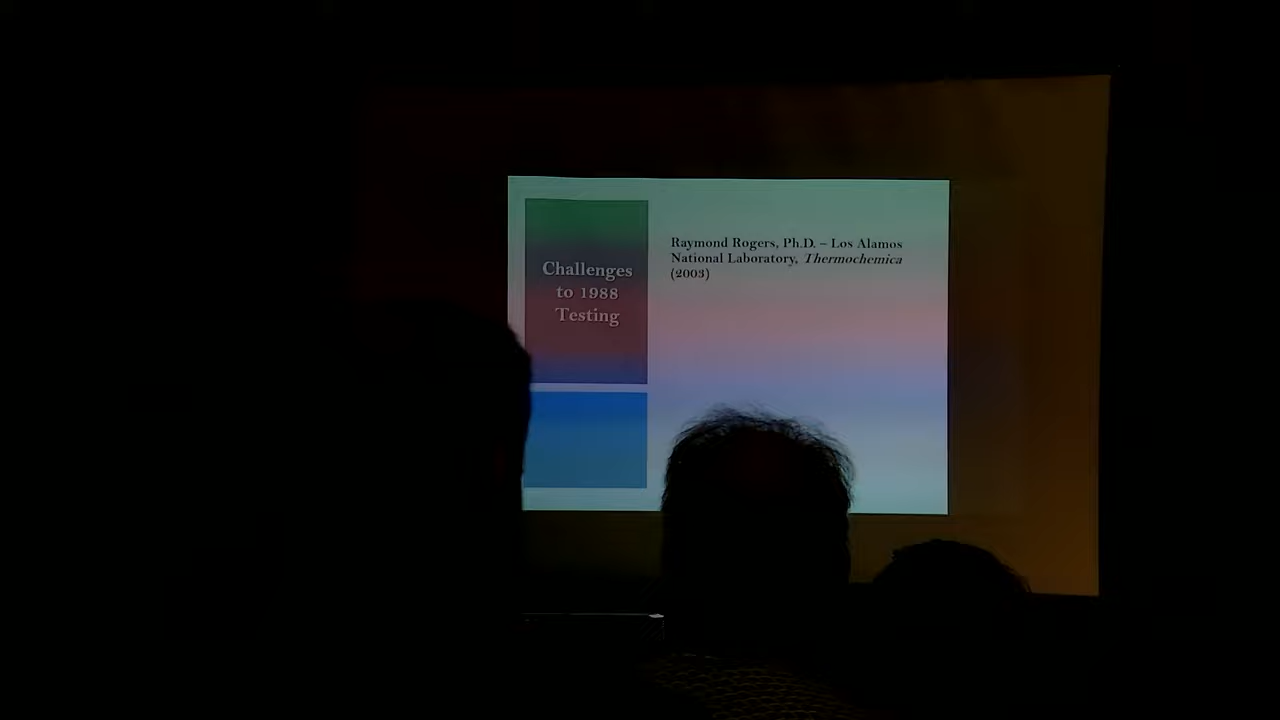 Challenges
to 1988
Testing
Raymond Rogers, Ph.D. – Los Alamos
National Laboratory, Thermochemica
(2003)